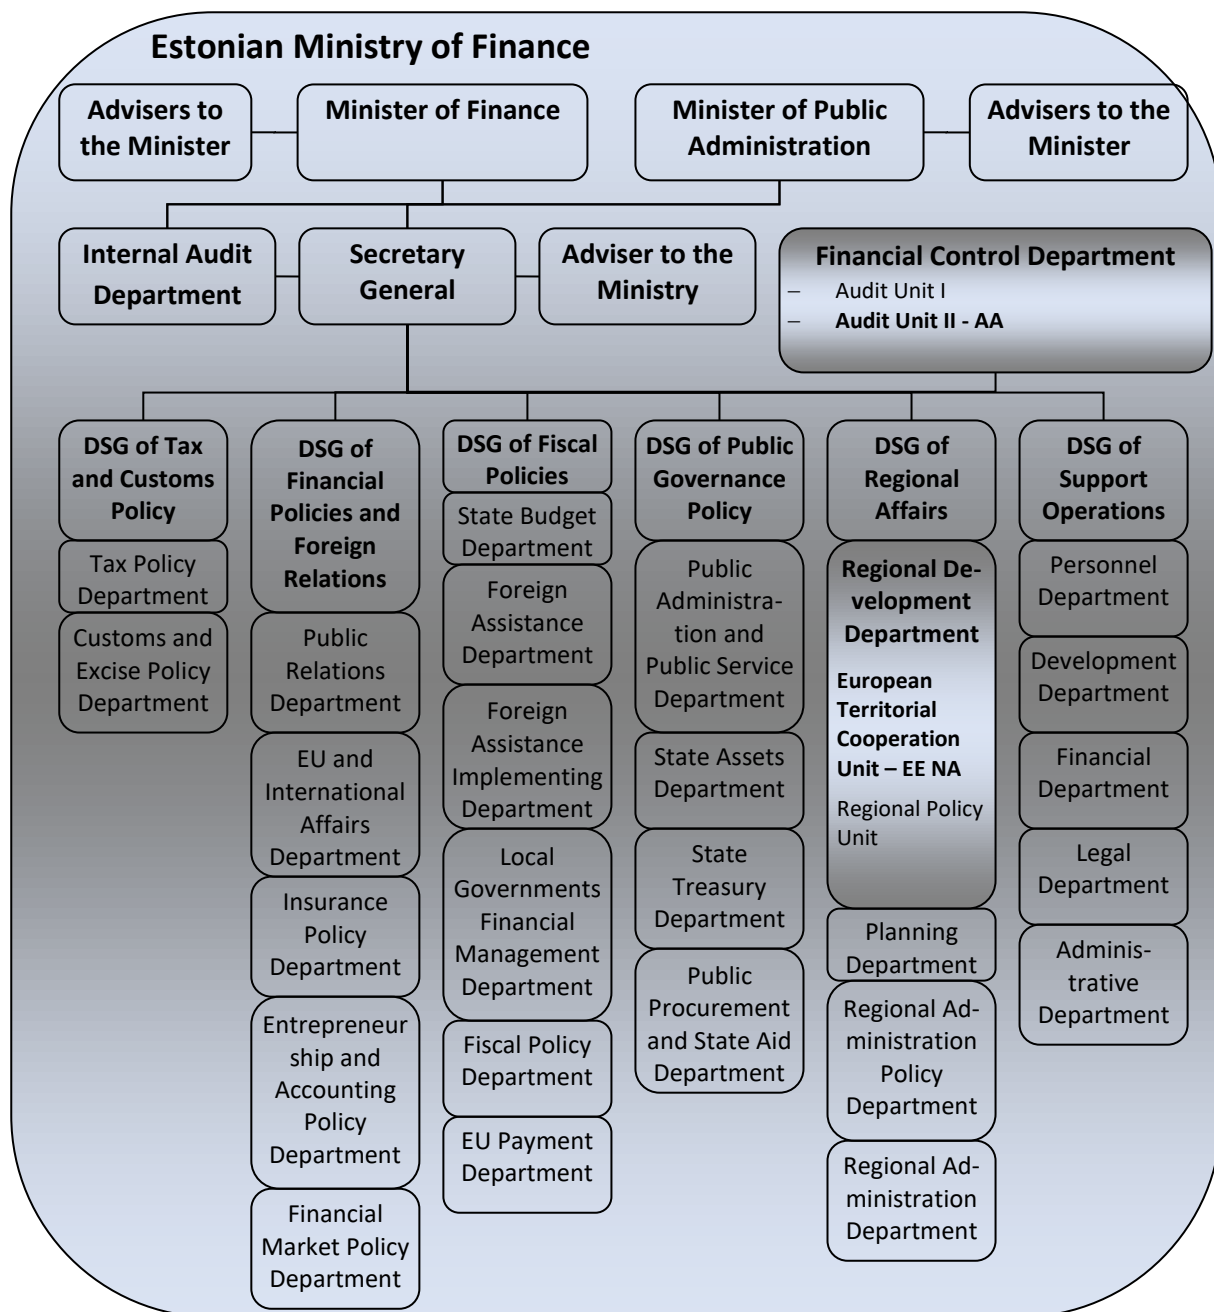 Estonian Ministry of Finance
Advisers to
the Minister
Minister of Finance
Minister of Public
Administration
Advisers to the
Minister
Internal Audit
Department
Secretary
General
Adviser to the
Ministry
Financial Control Department
– Audit Unit I
– Audit Unit II - AA
DSG of Tax
and Customs
Policy
Tax Policy
Department
Customs and
Excise Policy
Department
DSG of
Financial
Policies and
Foreign
Relations
Public
Relations
Department
EU and
International
Affairs
Department
Insurance
Policy
Department
Entrepreneur
ship and
Accounting
Policy
Department
Financial
Market Policy
Department
DSG of Fiscal
Policies
State Budget
Department
Foreign
Assistance
Department
Foreign
Assistance
Implementing
Department
Local
Governments
Financial
Management
Department
Fiscal Policy
Department
EU Payment
Department
DSG of Public
Governance
Policy
Public
Administra-
tion and
Public Service
Department
State Assets
Department
State
Treasury
Department
Public
Procurement
and State Aid
Department
DSG of
Regional
Affairs
Regional De-
velopment
Department
European
Territorial
Cooperation
Unit – EE NA
Regional Policy
Unit
Planning
Department
Regional Ad-
ministration
Policy
Department
Regional Ad-
ministration
Department
DSG of
Support
Operations
Personnel
Department
Development
Department
Financial
Department
Legal
Department
Adminis-
trative
Department